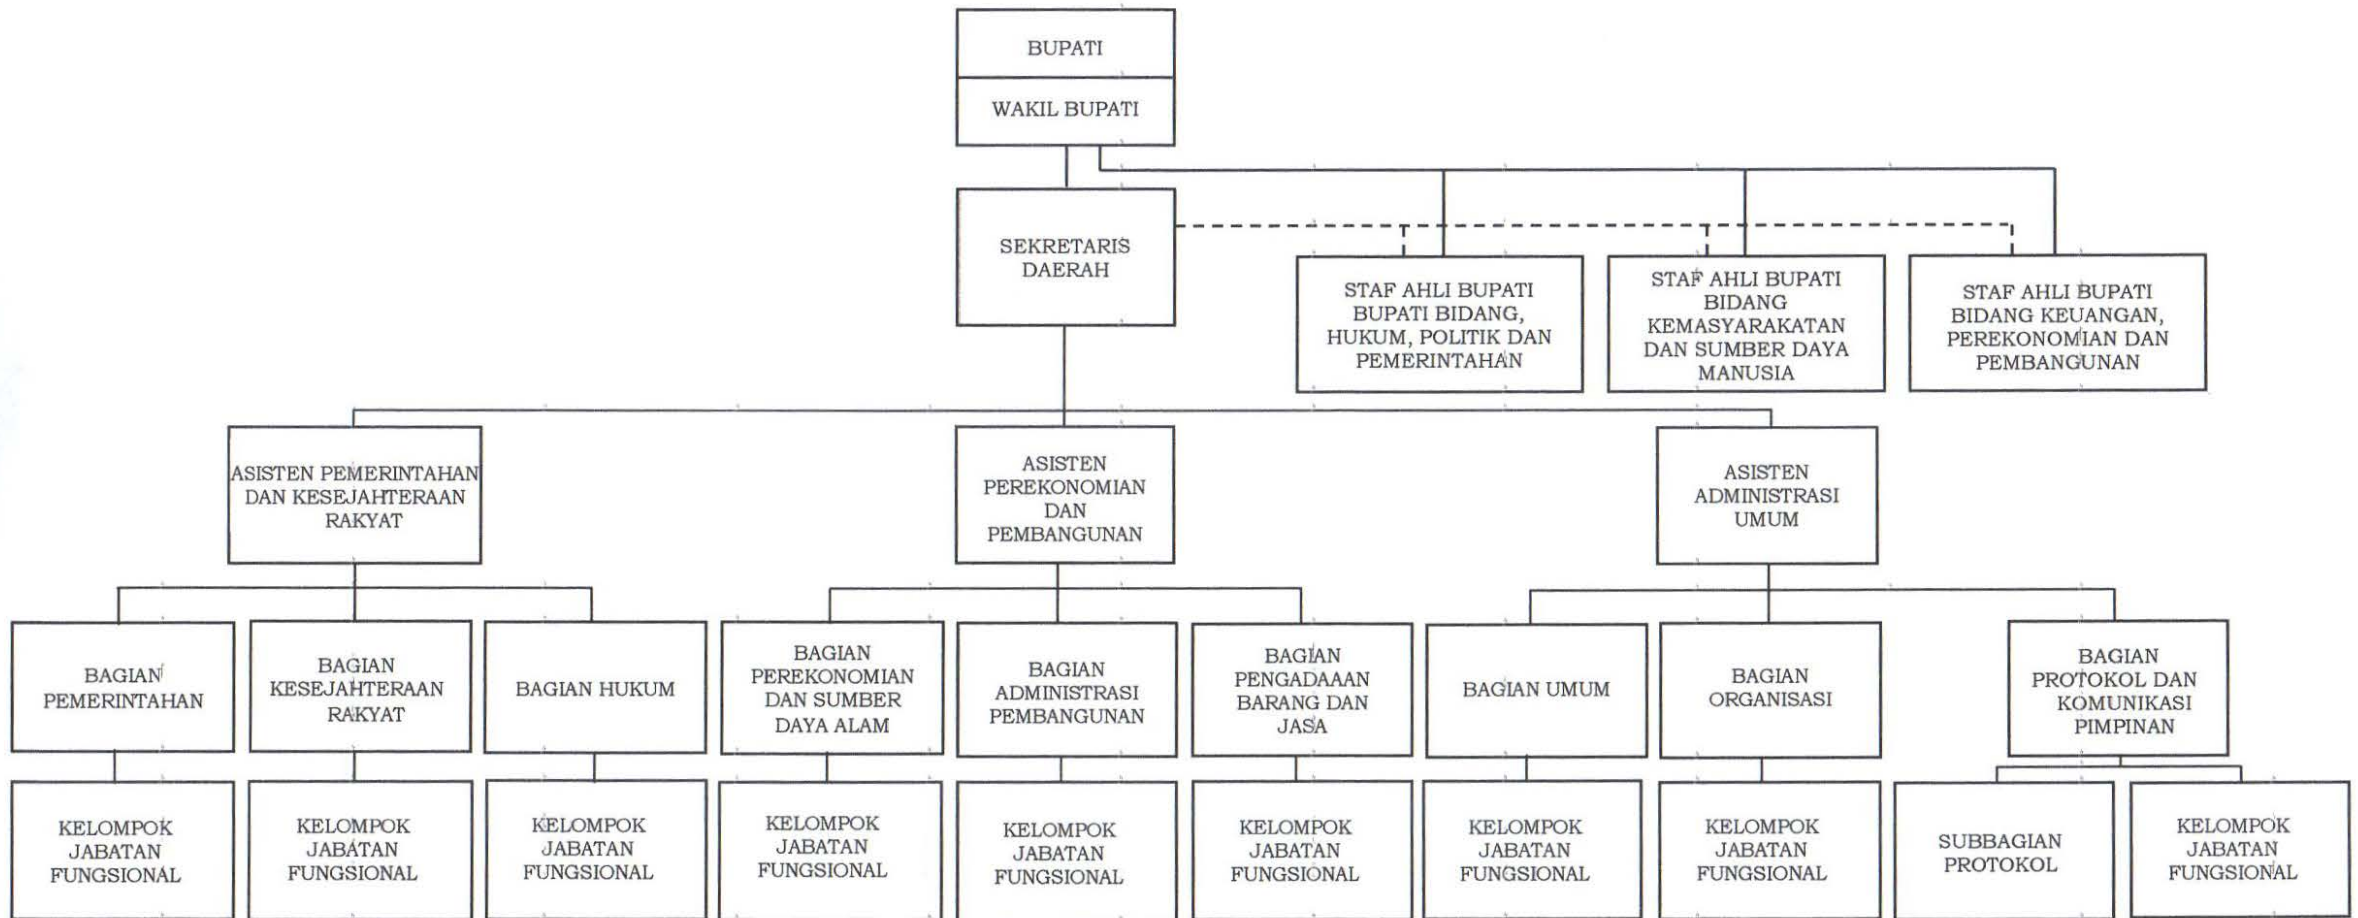 BUPATI
WAKIL BUPATI
SEKRETARIS
DAERAH
STAF AHLI BUPATI
BUPATI BIDANG,
HUKUM, POLITIK DAN
PEMERINTAHAN
STAF AHLI BUPATI
BIDANG
KEMASYARAKATAN
DAN SUMBER DAYA
MANUSIA
STAF AHLI BUPATI
BIDANG KEUANGAN,
PEREKONOMIAN DAN
PEMBANGUNAN
ASISTEN PEMERINTAHAN
DAN KESEJAHTERAAN
RAKYAT
ASISTEN
PEREKONOMIAN
DAN
PEMBANGUNAN
ASISTEN
ADMINISTRASI
UMUM
BAGIAN
PEMERINTAHAN
BAGIAN
KESEJAHTERAAN
RAKYAT
BAGIAN HUKUM
BAGIAN
PEREKONOMIAN
DAN SUMBER
DAYA ALAM
BAGIAN
ADMINISTRASI
PEMBANGUNAN
BAGIAN
PENGADAAAN
BARANG DAN
JASA
BAGIAN UMUM
BAGIAN
ORGANISASI
BAGIAN
PROTOKOL DAN
KOMUNIKASI
PIMPINAN
KELOMPOK
JABATAN
FUNGSIONAL
KELOMPOK
JABATAN
FUNGSIONAL
KELOMPOK
JABATAN
FUNGSIONAL
KELOMPOK
JABATAN
FUNGSIONAL
KELOMPOK
JABATAN
FUNGSIONAL
KELOMPOK
JABATAN
FUNGSIONAL
KELOMPOK
JABATAN
FUNGSIONAL
KELOMPOK
JABATAN
FUNGSIONAL
SUBBAGIAN
PROTOKOL
KELOMPOK
JABATAN
FUNGSIONAL